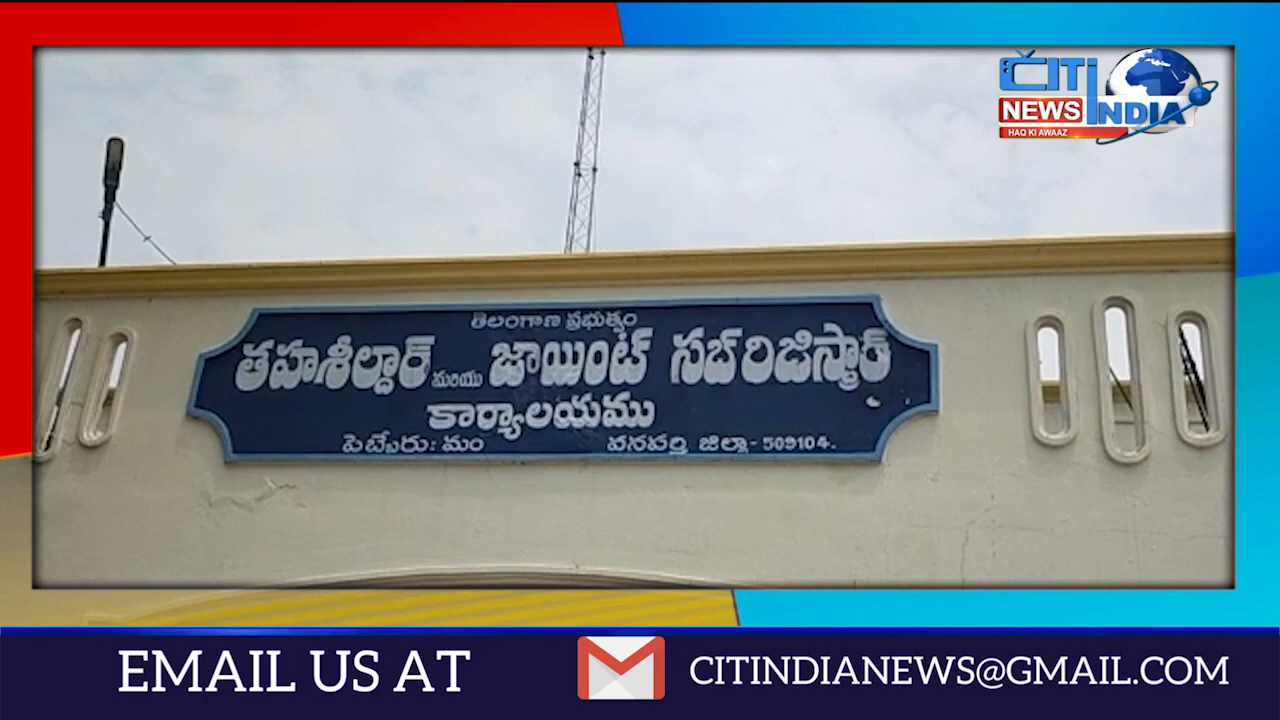 CITI
NEWS INDIA
HAQ KI AWAAZ
తెలంగాణ ప్రభుత్వం
తహశీల్దార్ మరియు జాయింట్ సబ్‌రిజిస్ట్రార్
కార్యాలయము
పెబ్బేరు: మం వనపర్తి జిల్లా - 509104.
EMAIL US AT CITINDIANEWS@GMAIL.COM